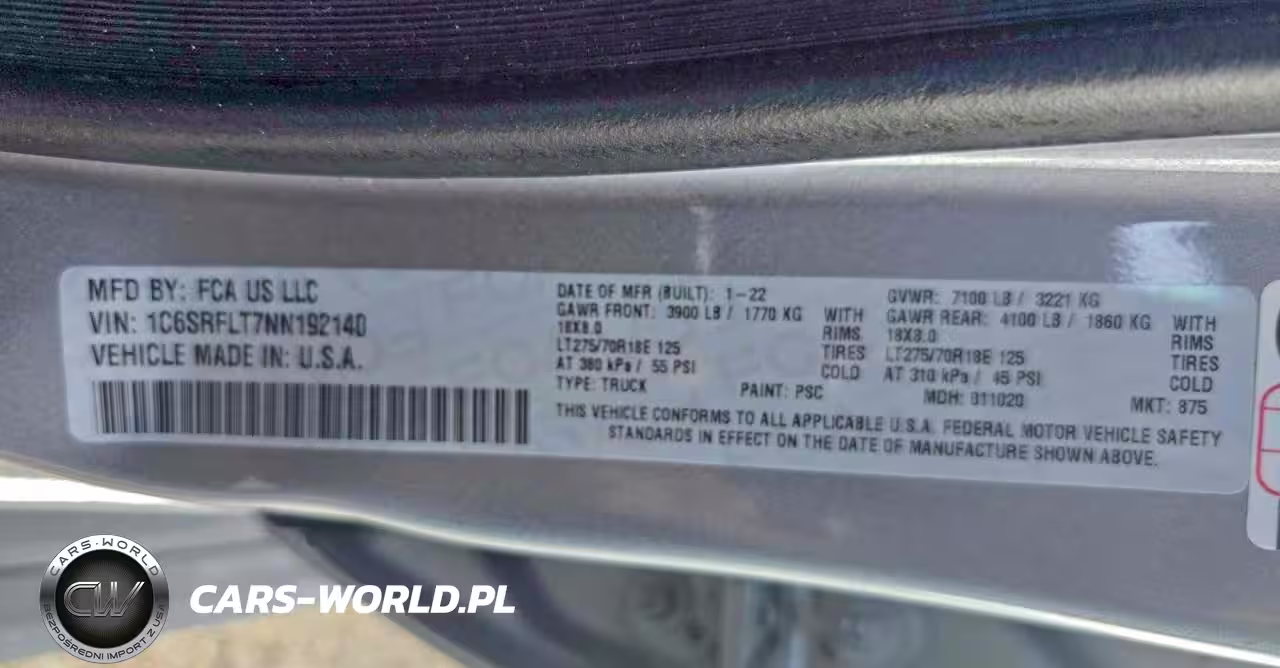 MFD BY: FCA US LLC
VIN: 1C6SRFLT7NN192140
VEHICLE MADE IN: U.S.A.
DATE OF MFR (BUILT): 1-22
GAWR FRONT: 3900 LB / 1770 KG WITH
18X8.0 RIMS
LT275/70R18E 125 TIRES
AT 380 kPa / 55 PSI COLD
TYPE: TRUCK
PAINT: PSC
GVWR: 7100 LB / 3221 KG
GAWR REAR: 4100 LB / 1860 KG WITH
18X8.0 RIMS
LT275/70R18E 125 TIRES
AT 310 kPa / 45 PSI COLD
MDH: 011020
MKT: 875
THIS VEHICLE CONFORMS TO ALL APPLICABLE U.S.A. FEDERAL MOTOR VEHICLE SAFETY
STANDARDS IN EFFECT ON THE DATE OF MANUFACTURE SHOWN ABOVE.
CARS-WORLD
CW
BEZPOŚREDNI IMPORT Z USA
CARS-WORLD.PL